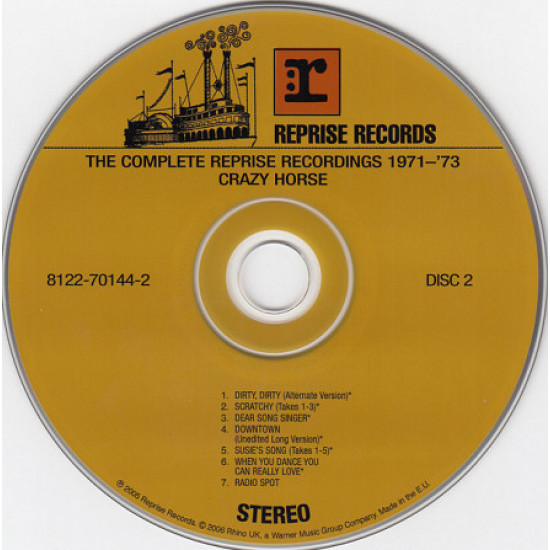 r
REPRISE RECORDS
THE COMPLETE REPRISE RECORDINGS 1971–'73
CRAZY HORSE
8122-70144-2
DISC 2
1. DIRTY, DIRTY (Alternate Version)*
2. SCRATCHY (Takes 1-3)*
3. DEAR SONG SINGER*
4. DOWNTOWN
(Unedited Long Version)*
5. SUSIE'S SONG (Takes 1-5)*
6. WHEN YOU DANCE YOU
CAN REALLY LOVE*
7. RADIO SPOT
STEREO
℗ 2005 Reprise Records. © 2006 Rhino UK, a Warner Music Group Company. Made in the E.U.